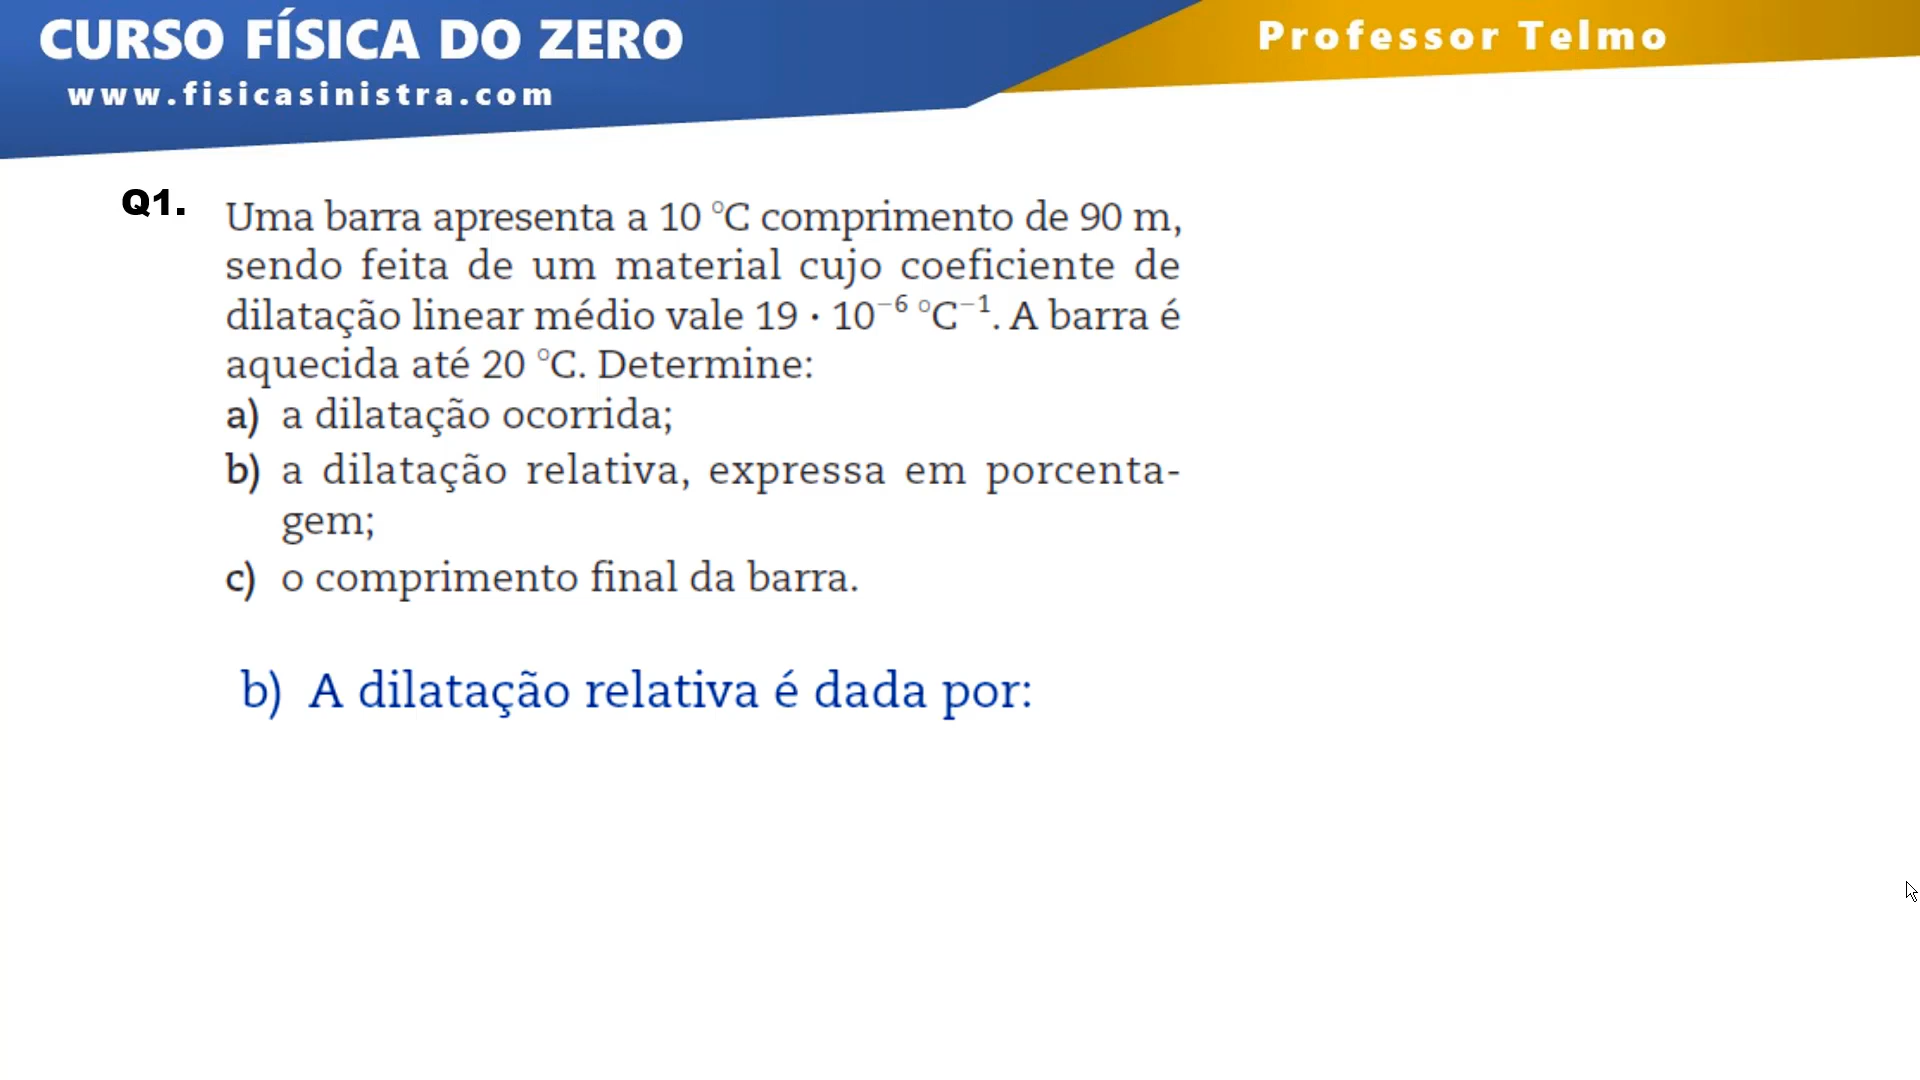 CURSO FÍSICA DO ZERO
www.fisicasinistra.com
Professor Telmo
Q1.
Uma barra apresenta a 10 °C comprimento de 90 m,
sendo feita de um material cujo coeficiente de
dilatação linear médio vale 19 · 10⁻⁶ °C⁻¹. A barra é
aquecida até 20 °C. Determine:
a) a dilatação ocorrida;
b) a dilatação relativa, expressa em porcenta-
gem;
c) o comprimento final da barra.
b) A dilatação relativa é dada por: